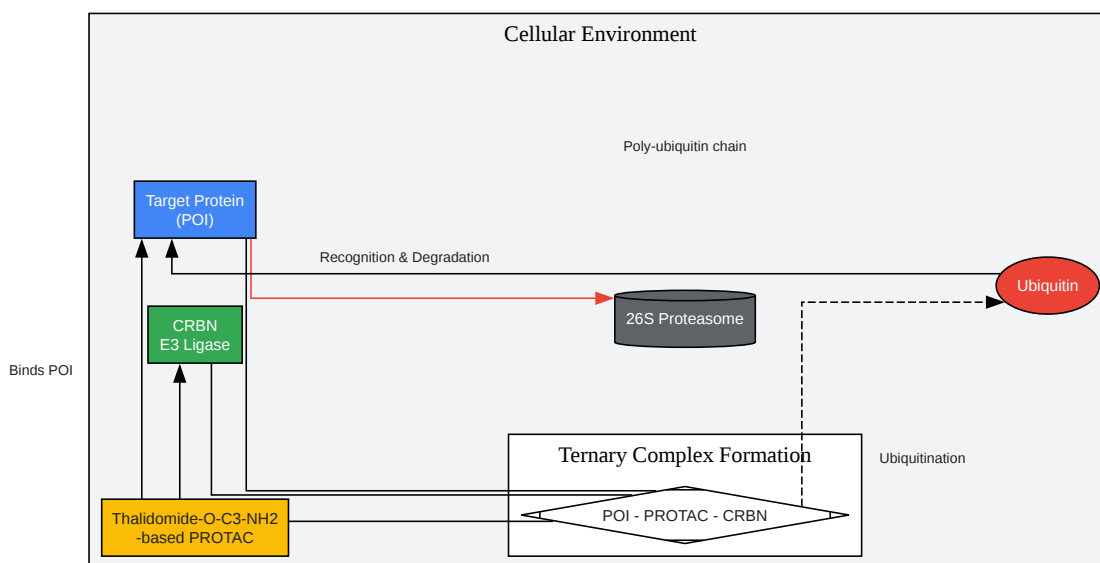 Cellular Environment
Poly-ubiquitin chain
Target Protein
(POI)
Recognition & Degradation
Ubiquitin
26S Proteasome
CRBN
E3 Ligase
Binds POI
Ternary Complex Formation
Ubiquitination
POI - PROTAC - CRBN
Thalidomide-O-C3-NH2
-based PROTAC